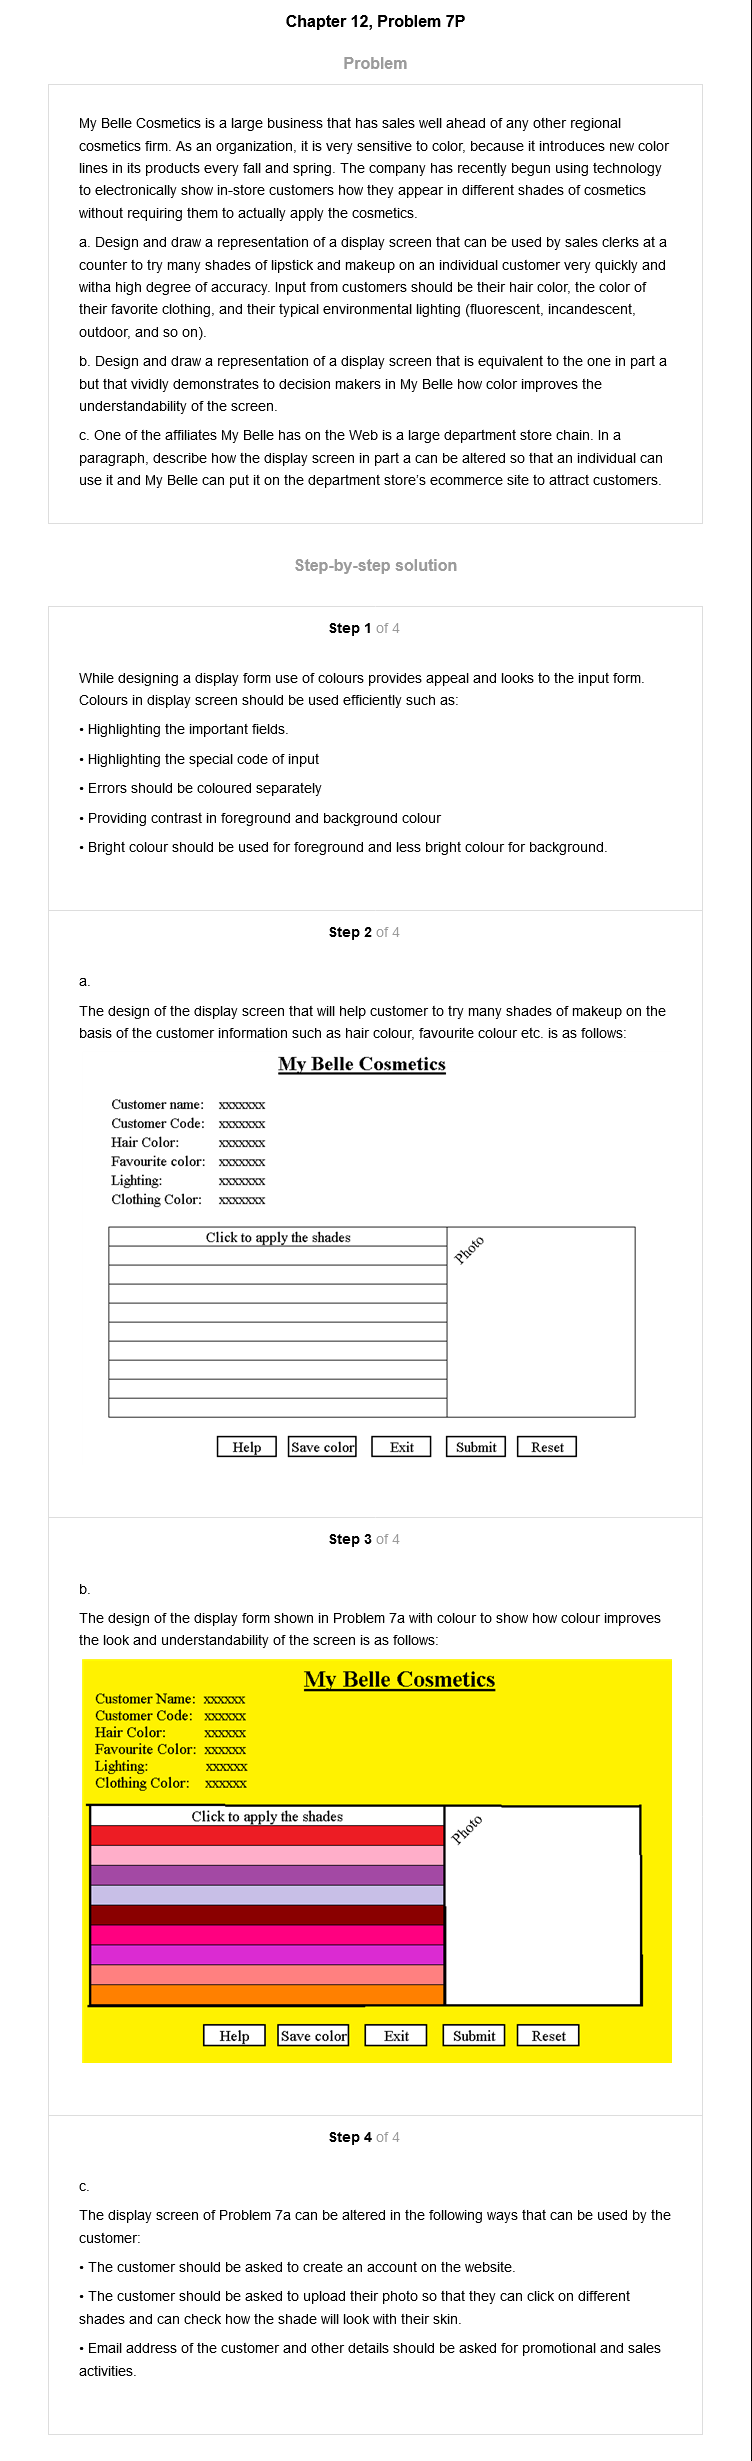 Chapter 12, Problem 7P
Problem
My Belle Cosmetics is a large business that has sales well ahead of any other regional
cosmetics firm. As an organization, it is very sensitive to color, because it introduces new color
lines in its products every fall and spring. The company has recently begun using technology
to electronically show in-store customers how they appear in different shades of cosmetics
without requiring them to actually apply the cosmetics.
a. Design and draw a representation of a display screen that can be used by sales clerks at a
counter to try many shades of lipstick and makeup on an individual customer very quickly and
witha high degree of accuracy. Input from customers should be their hair color, the color of
their favorite clothing, and their typical environmental lighting (fluorescent, incandescent,
outdoor, and so on).
b. Design and draw a representation of a display screen that is equivalent to the one in part a
but that vividly demonstrates to decision makers in My Belle how color improves the
understandability of the screen.
c. One of the affiliates My Belle has on the Web is a large department store chain. In a
paragraph, describe how the display screen in part a can be altered so that an individual can
use it and My Belle can put it on the department store's ecommerce site to attract customers.
Step-by-step solution
Step 1 of 4
While designing a display form use of colours provides appeal and looks to the input form.
Colours in display screen should be used efficiently such as:
• Highlighting the important fields.
• Highlighting the special code of input
• Errors should be coloured separately
• Providing contrast in foreground and background colour
• Bright colour should be used for foreground and less bright colour for background.
Step 2 of 4
a.
The design of the display screen that will help customer to try many shades of makeup on the
basis of the customer information such as hair colour, favourite colour etc. is as follows:
My Belle Cosmetics
Customer name: xxxxxxx
Customer Code: xxxxxxx
Hair Color: xxxxxxx
Favourite color: xxxxxxx
Lighting: xxxxxxx
Clothing Color: xxxxxxx
Click to apply the shades
Photo
Help Save color Exit Submit Reset
Step 3 of 4
b.
The design of the display form shown in Problem 7a with colour to show how colour improves
the look and understandability of the screen is as follows:
My Belle Cosmetics
Customer Name: xxxxxx
Customer Code: xxxxxx
Hair Color: xxxxxx
Favourite Color: xxxxxx
Lighting: xxxxxx
Clothing Color: xxxxxx
Click to apply the shades
Photo
Help Save color Exit Submit Reset
Step 4 of 4
c.
The display screen of Problem 7a can be altered in the following ways that can be used by the
customer:
• The customer should be asked to create an account on the website.
• The customer should be asked to upload their photo so that they can click on different
shades and can check how the shade will look with their skin.
• Email address of the customer and other details should be asked for promotional and sales
activities.